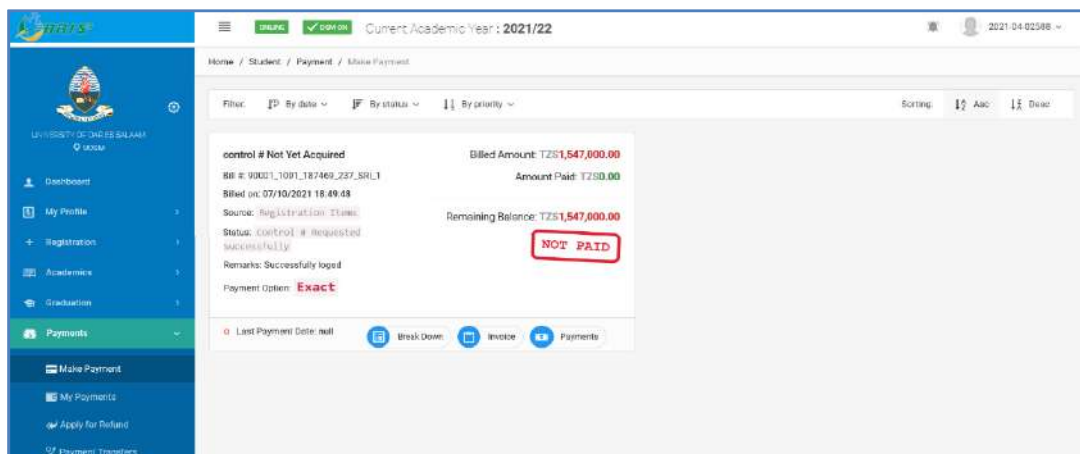 ONLINE
Current Academic Year : 2021/22
2021-04-02588
Home / Student / Payment / Make Payment
Filter: By date By status By priority Sorting: Asc Desc
UNIVERSITY OF DAR ES SALAAM
UDSM
Dashboard
My Profile
Registration
Academics
Graduation
Payments
Make Payment
My Payments
Apply for Refund
Payment Transfers
control # Not Yet Acquired
Bill #: 90001_1001_187469_237_SRI_1
Billed on: 07/10/2021 18:49:48
Source: Registration Items
Status: Control # Requested
successfully
Remarks: Successfully loged
Payment Option: Exact
Billed Amount: TZS1,547,000.00
Amount Paid: TZS0.00
Remaining Balance: TZS1,547,000.00
NOT PAID
Last Payment Date: null
Break Down Invoice Payments